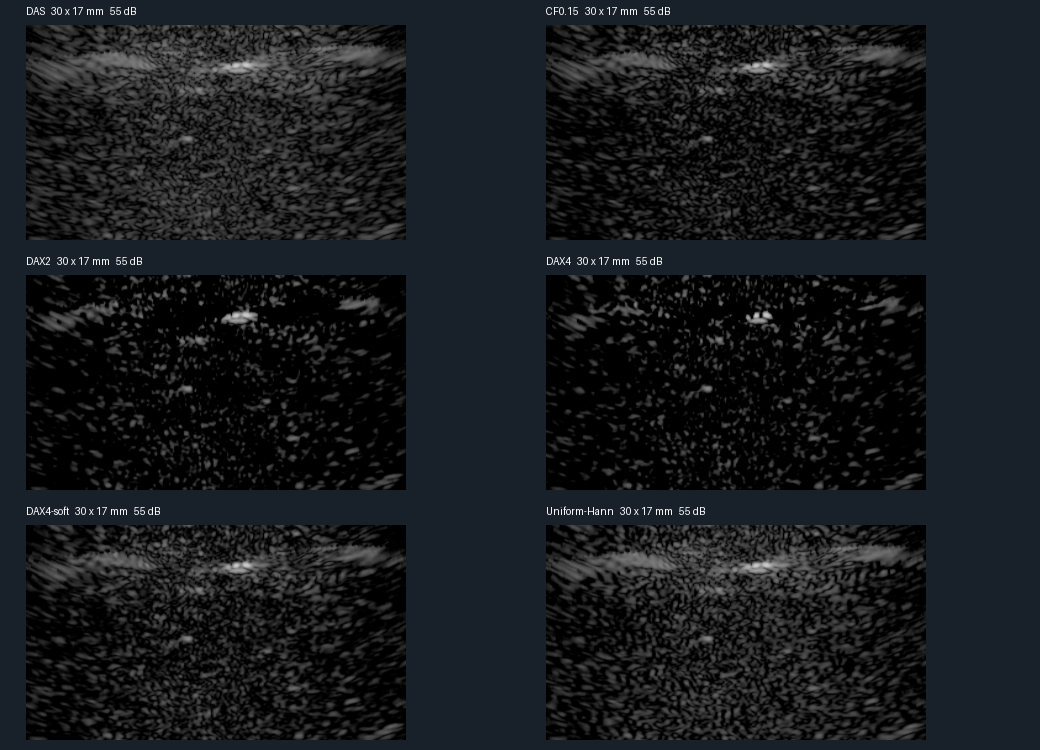 DAS 30 x 17 mm 55 dB
CF0.15 30 x 17 mm 55 dB
DAX2 30 x 17 mm 55 dB
DAX4 30 x 17 mm 55 dB
DAX4-soft 30 x 17 mm 55 dB
Uniform-Hann 30 x 17 mm 55 dB